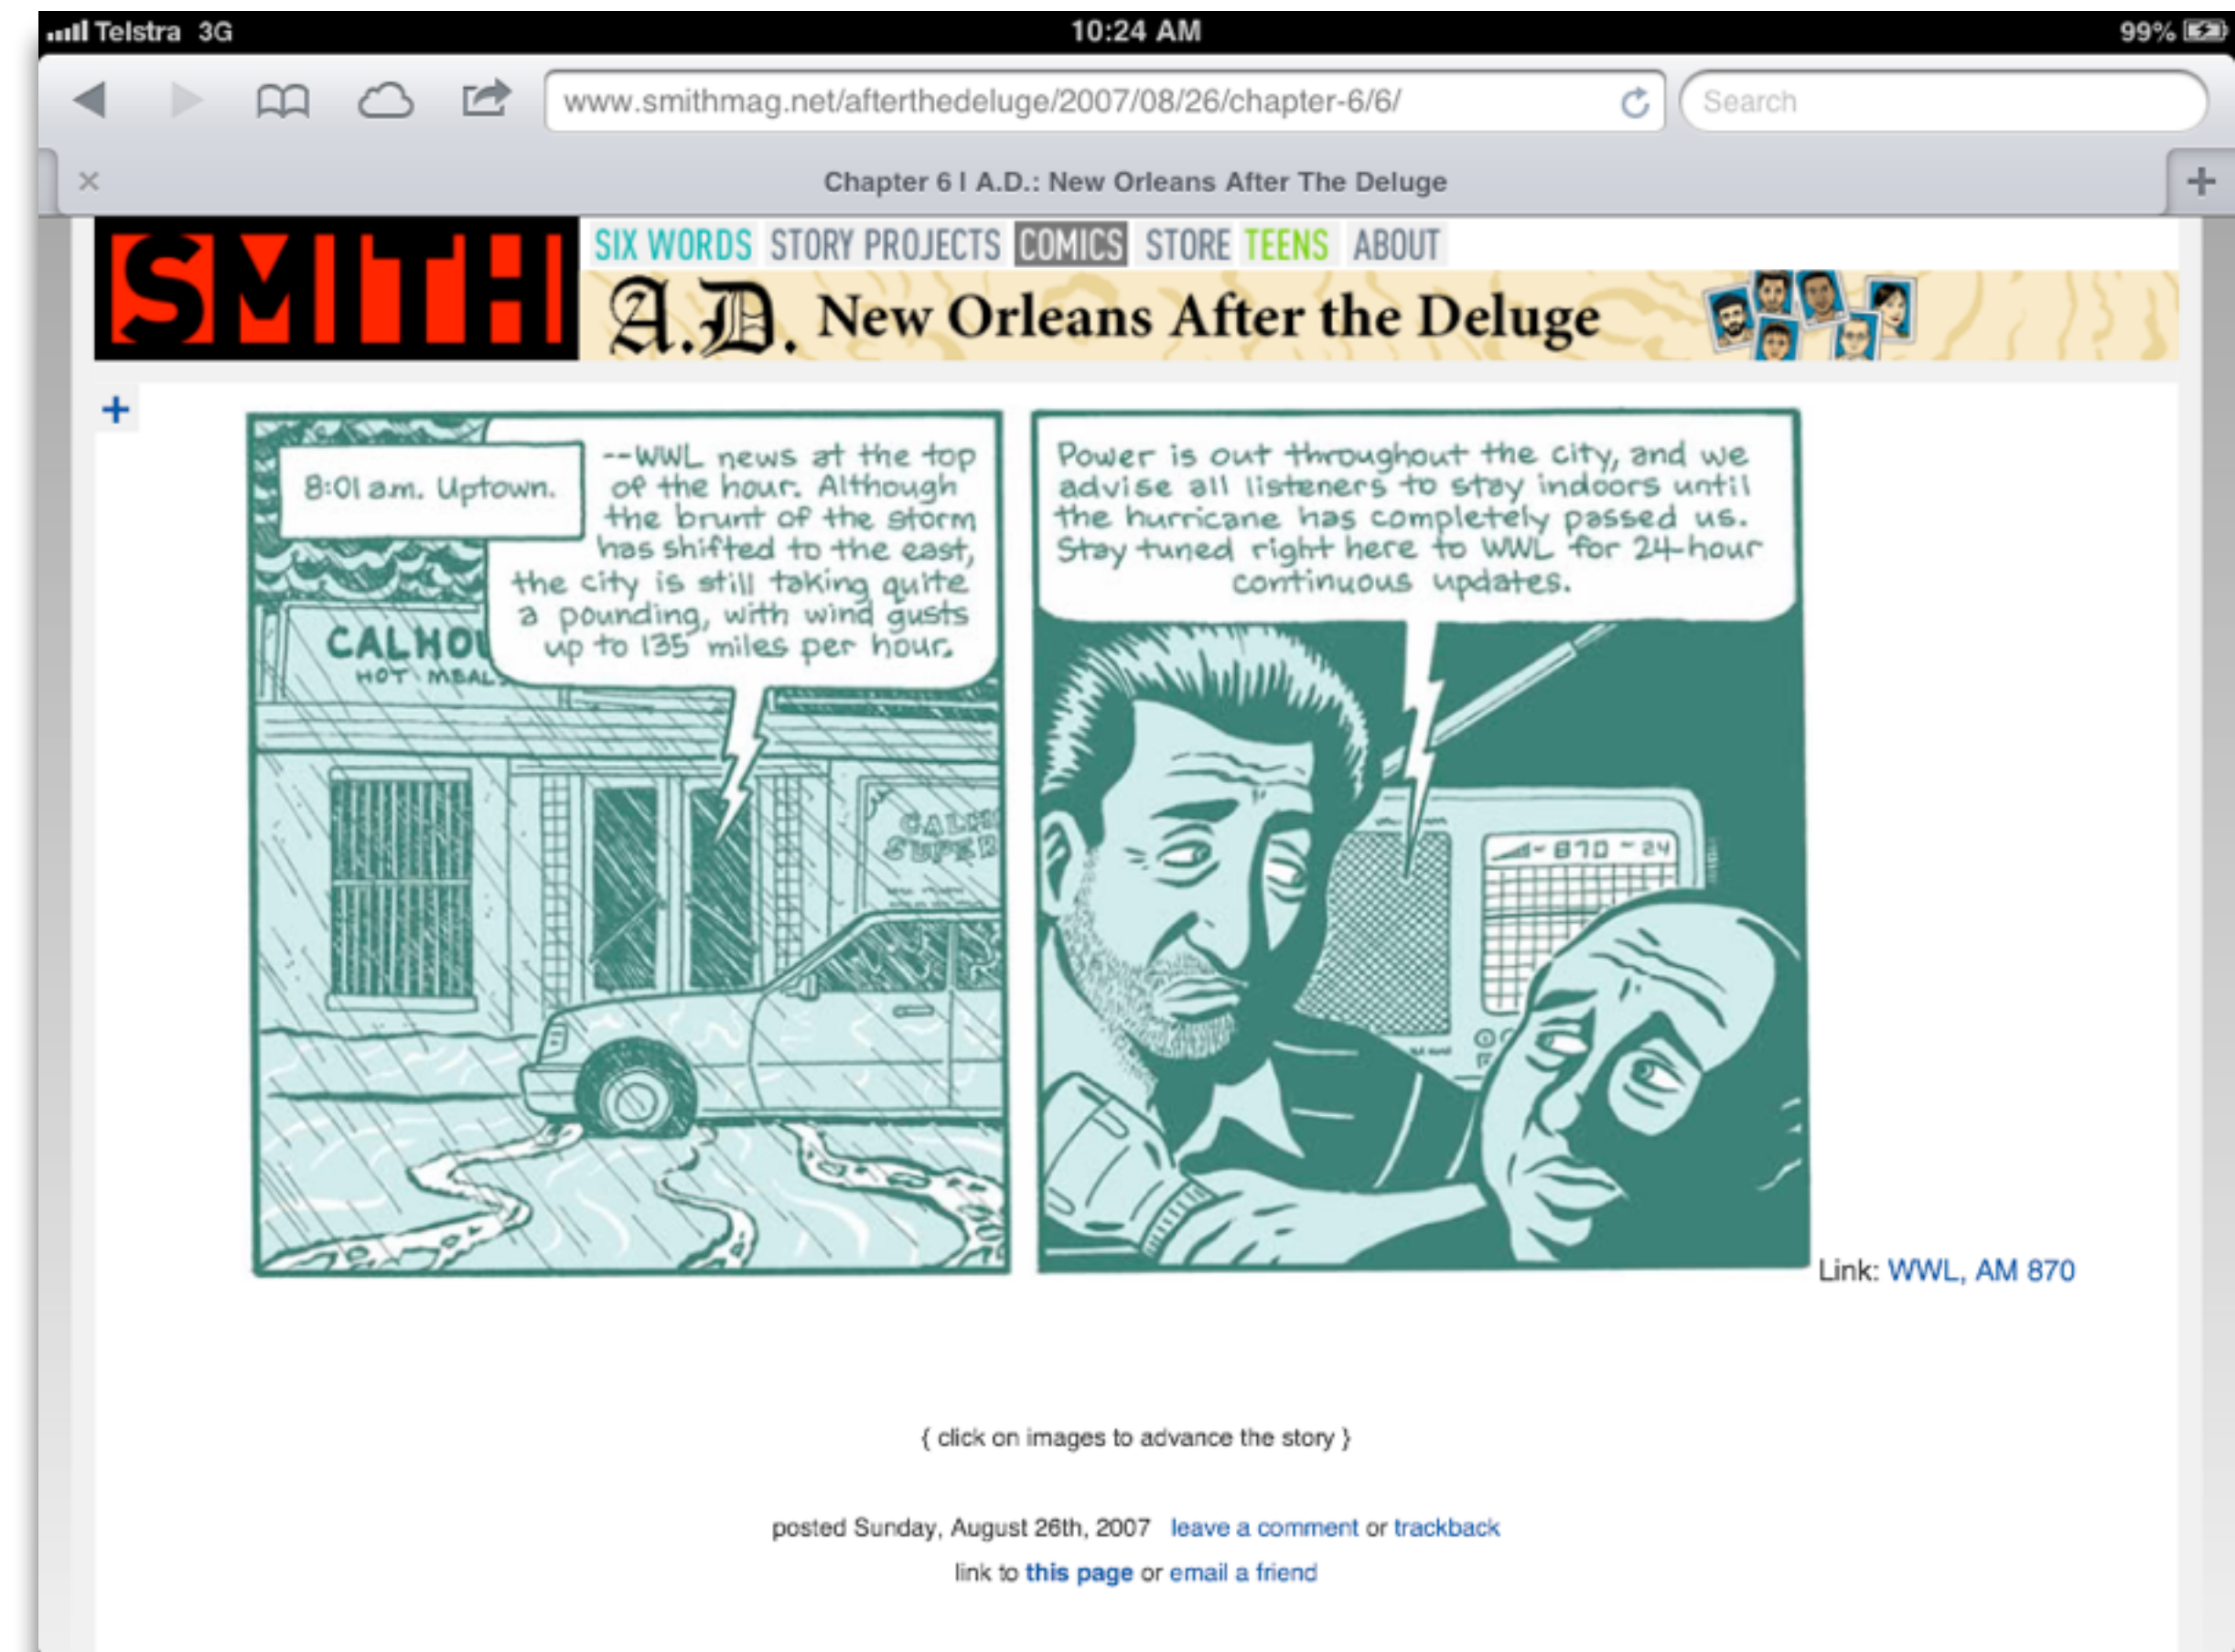 Telstra 3G
10:24 AM
99%
www.smithmag.net/afterthedeluge/2007/08/26/chapter-6/6/
Search
Chapter 6 | A.D.: New Orleans After The Deluge
SMITH
SIX WORDS STORY PROJECTS COMICS STORE TEENS ABOUT
A.D. New Orleans After the Deluge
8:01 a.m. Uptown.
--WWL news at the top
of the hour. Although
the brunt of the storm
has shifted to the east,
the city is still taking quite
a pounding, with wind gusts
up to 135 miles per hour.
CALHOU
HOT MEALS
CALH
SUPER
Power is out throughout the city, and we
advise all listeners to stay indoors until
the hurricane has completely passed us.
Stay tuned right here to WWL for 24-hour
continuous updates.
870 ~ 24
Link: WWL, AM 870
{ click on images to advance the story }
posted Sunday, August 26th, 2007 leave a comment or trackback
link to this page or email a friend